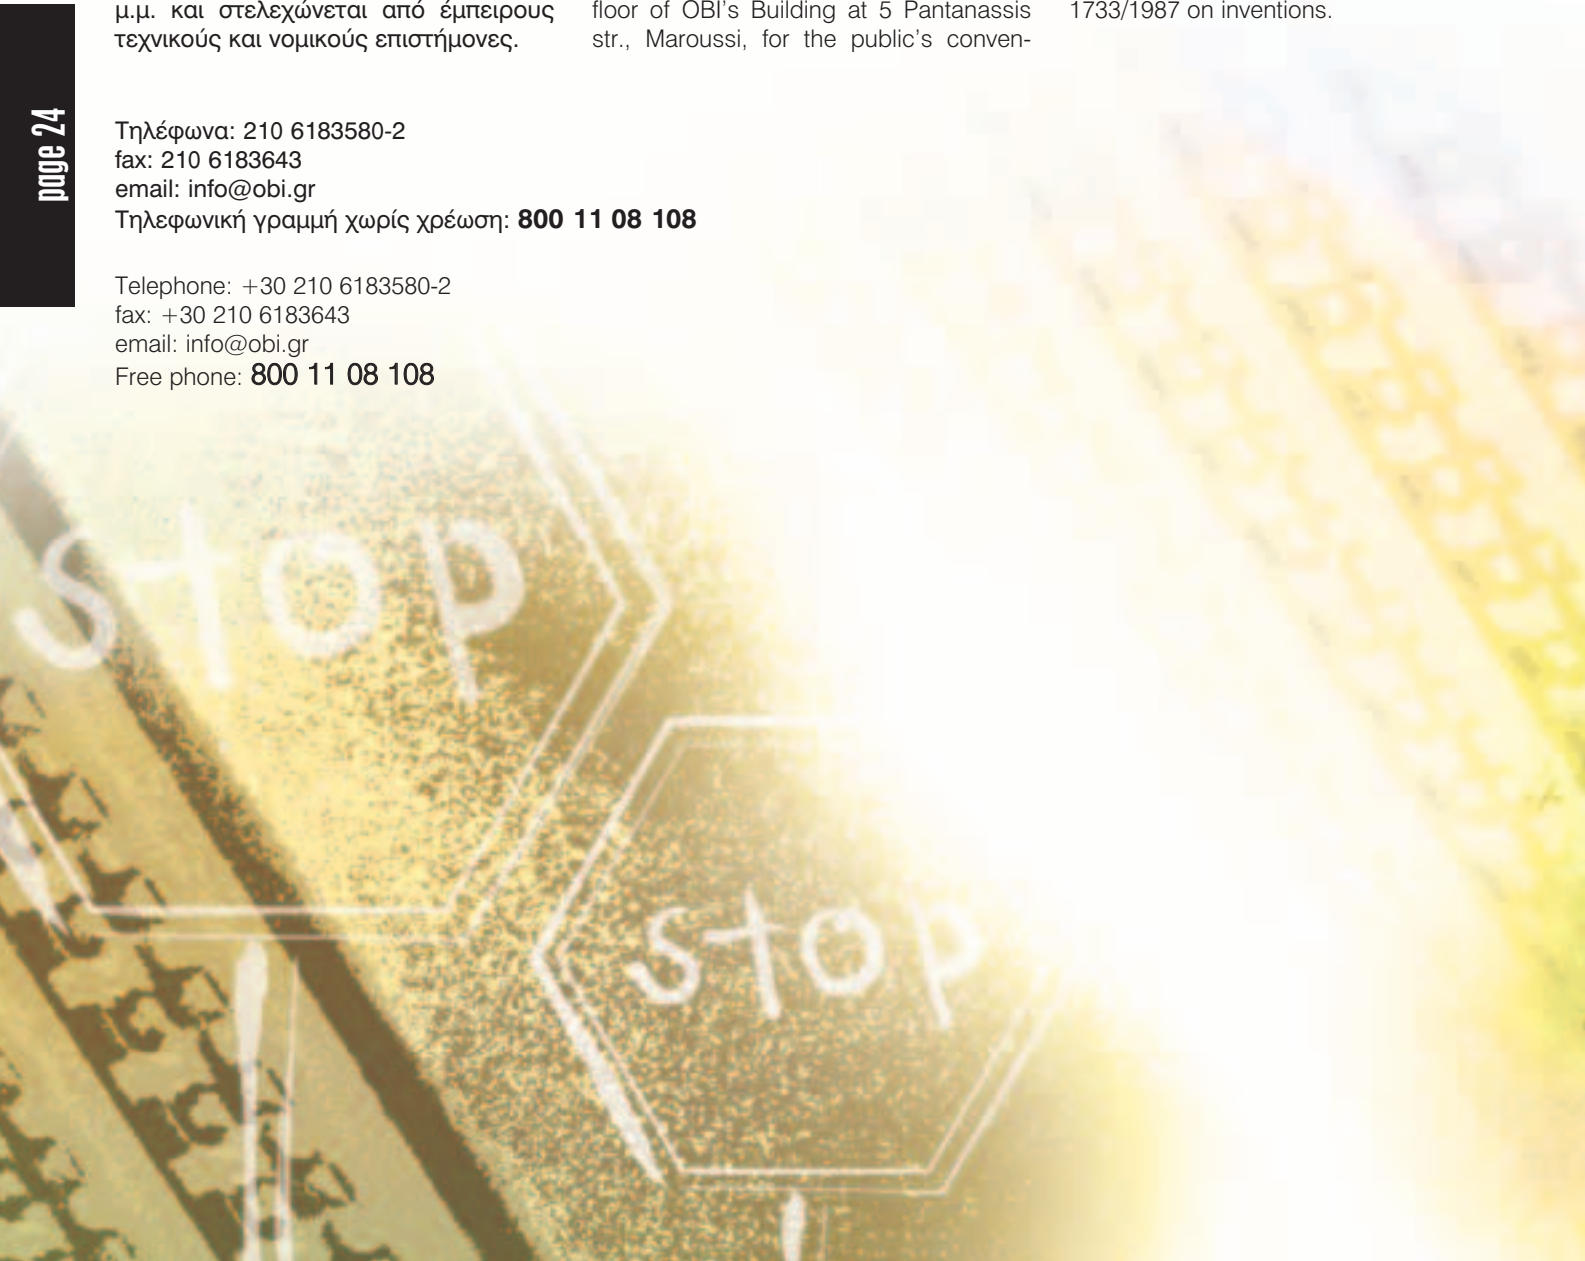 μ.μ. και στελεχώνεται από έμπειρους
τεχνικούς και νομικούς επιστήμονες.
floor of OBI's Building at 5 Pantanassis
str., Maroussi, for the public's conven-
1733/1987 on inventions.
page 24
Τηλέφωνα: 210 6183580-2
fax: 210 6183643
email: info@obi.gr
Τηλεφωνική γραμμή χωρίς χρέωση: 800 11 08 108
Telephone: +30 210 6183580-2
fax: +30 210 6183643
email: info@obi.gr
Free phone: 800 11 08 108
stop
stop